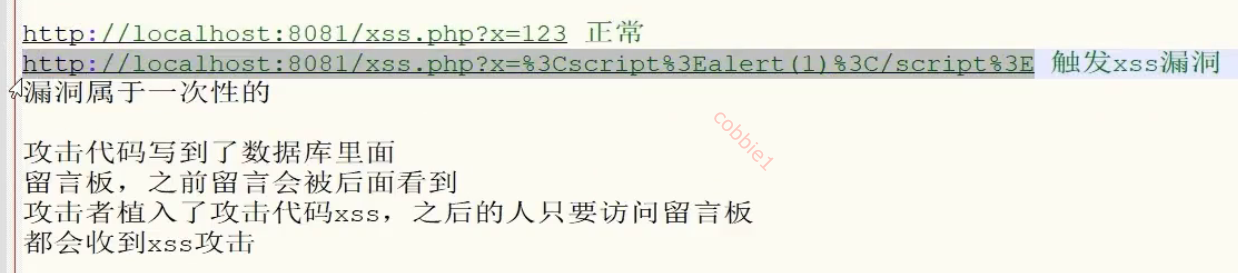 http://localhost:8081/xss.php?x=123 正常
http://localhost:8081/xss.php?x=%3Cscript%3Ealert(1)%3C/script%3E 触发xss漏洞
漏洞属于一次性的
攻击代码写到了数据库里面
留言板，之前留言会被后面看到
攻击者植入了攻击代码xss，之后的人只要访问留言板
都会收到xss攻击
cobbie1